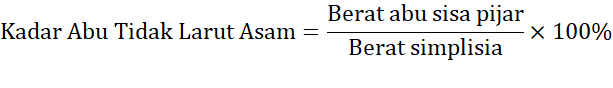 Kadar Abu Tidak Larut Asam = Berat abu sisa pijar / Berat simplisia × 100%